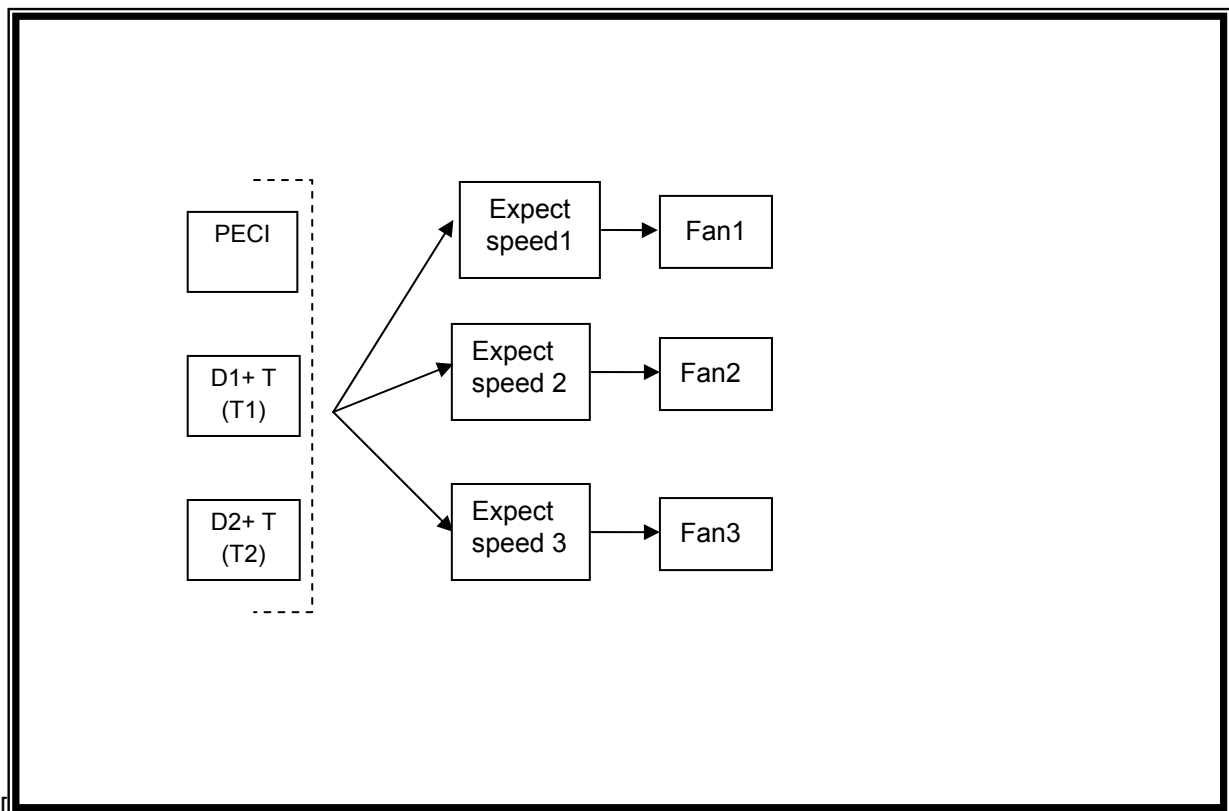 PECI
D1+ T
(T1)
D2+ T
(T2)
Expect
speed1
Expect
speed 2
Expect
speed 3
Fan1
Fan2
Fan3